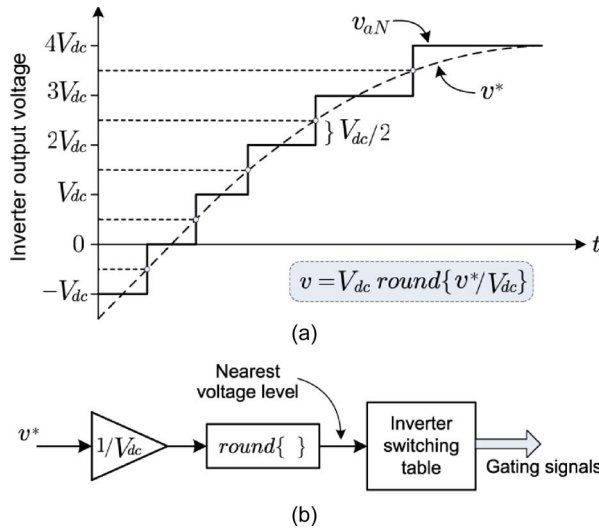 Inverter output voltage
4V_dc
3V_dc
2V_dc
V_dc
0
−V_dc
v_aN
v*
} V_dc/2
t
v = V_dc round{v*/V_dc}
(a)
Nearest
voltage level
v*
1/V_dc
round{ }
Inverter
switching
table
Gating signals
(b)